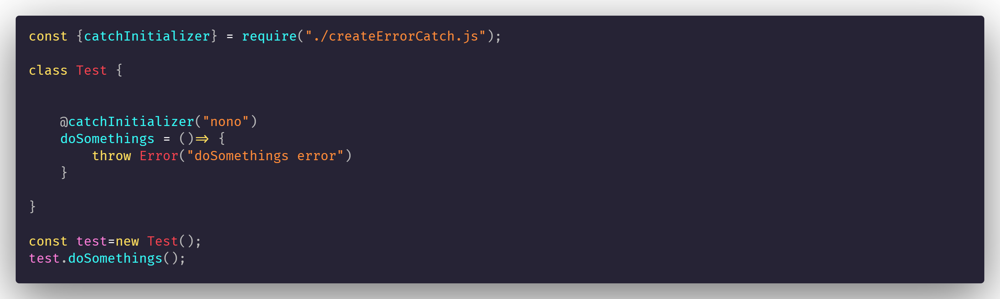 const {catchInitializer} = require("./createErrorCatch.js");
class Test {
@catchInitializer("nono")
doSomethings = ()=> {
throw Error("doSomethings error")
}
}
const test=new Test();
test.doSomethings();